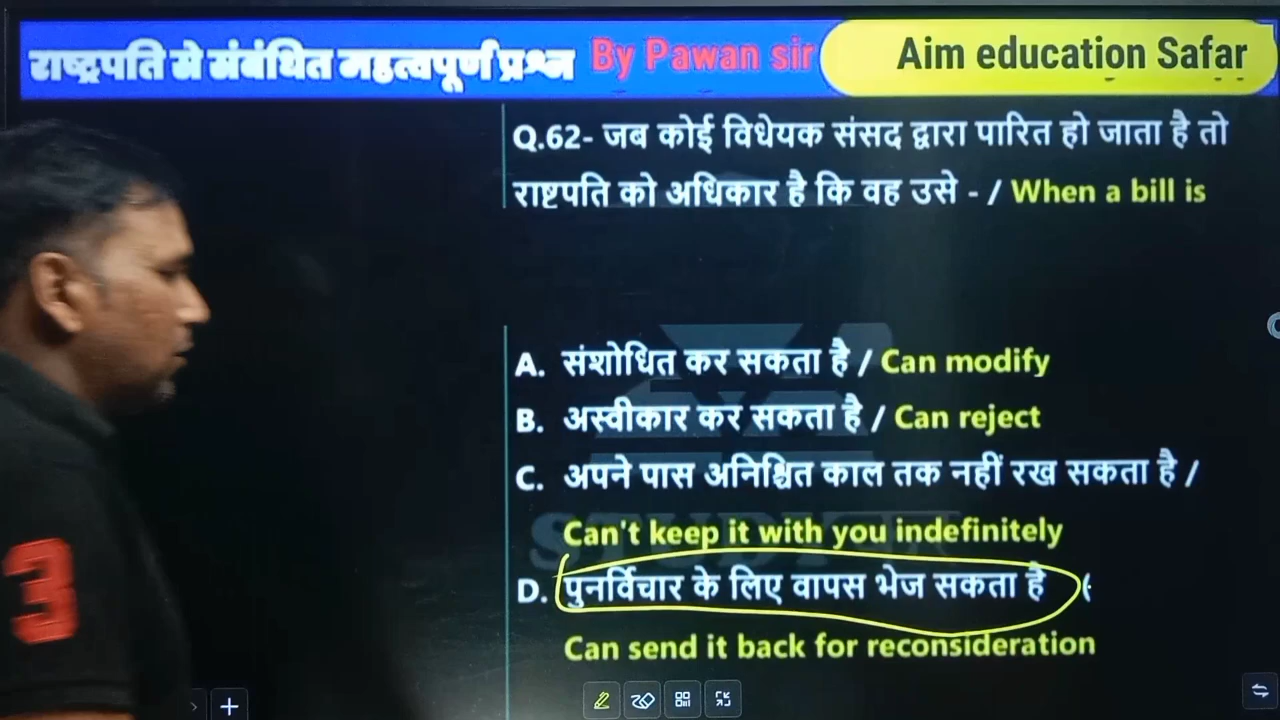 राष्ट्रपति से संबंधित महत्वपूर्ण प्रश्न By Pawan sir Aim education Safar
Q.62- जब कोई विधेयक संसद द्वारा पारित हो जाता है तो
राष्टपति को अधिकार है कि वह उसे - / When a bill is
A. संशोधित कर सकता है / Can modify
B. अस्वीकार कर सकता है / Can reject
C. अपने पास अनिश्चित काल तक नहीं रख सकता है /
Can't keep it with you indefinitely
D. पुनर्विचार के लिए वापस भेज सकता है
Can send it back for reconsideration
3